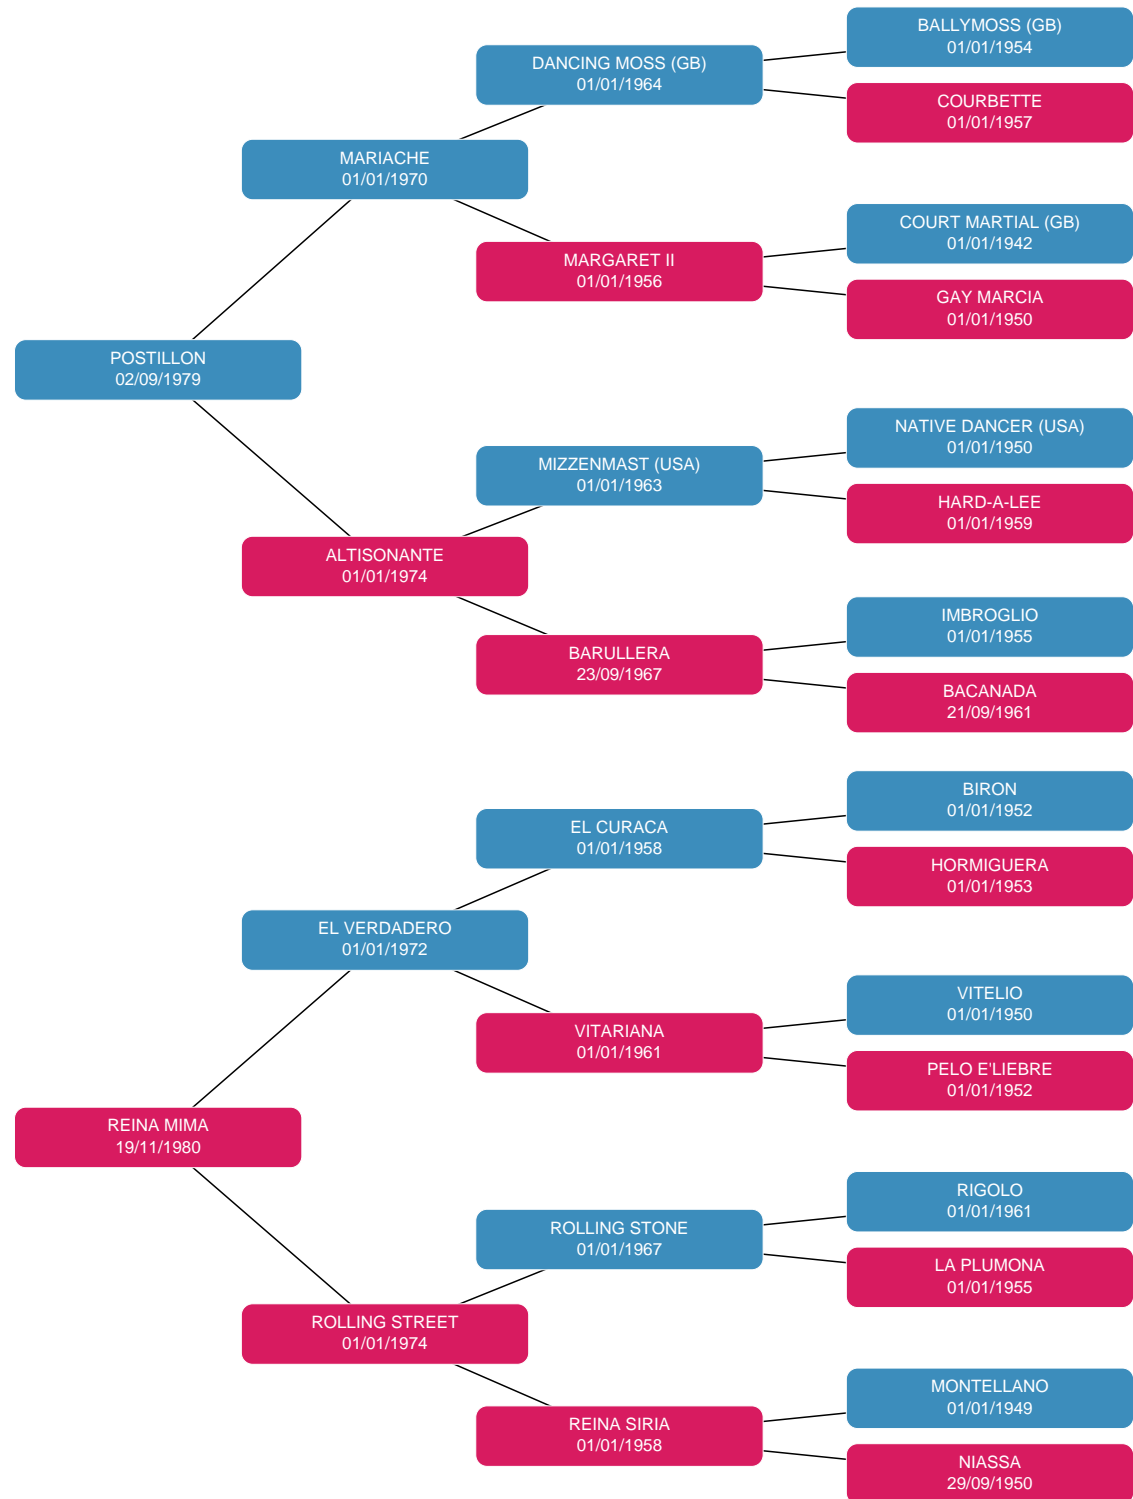 BALLYMOSS (GB)
01/01/1954
DANCING MOSS (GB)
01/01/1964
COURBETTE
01/01/1957
MARIACHE
01/01/1970
COURT MARTIAL (GB)
01/01/1942
MARGARET II
01/01/1956
GAY MARCIA
01/01/1950
POSTILLON
02/09/1979
NATIVE DANCER (USA)
01/01/1950
MIZZENMAST (USA)
01/01/1963
HARD-A-LEE
01/01/1959
ALTISONANTE
01/01/1974
IMBROGLIO
01/01/1955
BARULLERA
23/09/1967
BACANADA
21/09/1961
BIRON
01/01/1952
EL CURACA
01/01/1958
HORMIGUERA
01/01/1953
EL VERDADERO
01/01/1972
VITELIO
01/01/1950
VITARIANA
01/01/1961
PELO E'LIEBRE
01/01/1952
REINA MIMA
19/11/1980
RIGOLO
01/01/1961
ROLLING STONE
01/01/1967
LA PLUMONA
01/01/1955
ROLLING STREET
01/01/1974
MONTELLANO
01/01/1949
REINA SIRIA
01/01/1958
NIASSA
29/09/1950